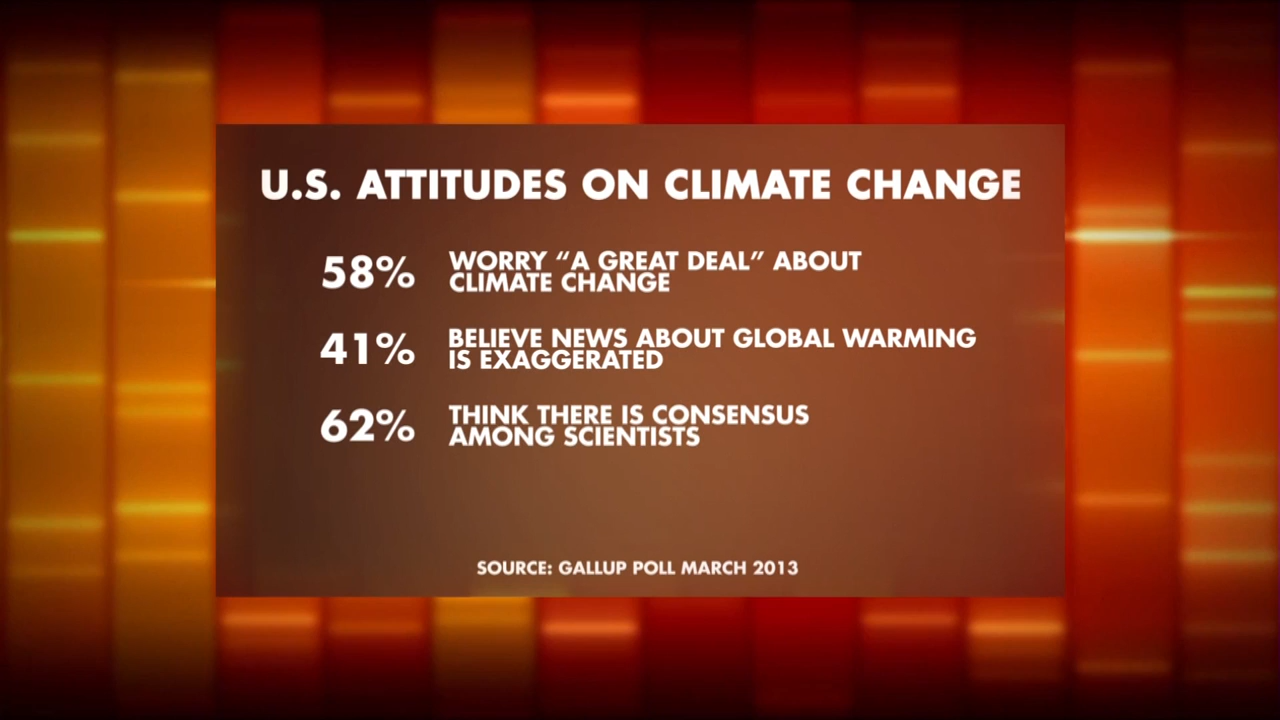 U.S. ATTITUDES ON CLIMATE CHANGE
58% WORRY “A GREAT DEAL” ABOUT
CLIMATE CHANGE
41% BELIEVE NEWS ABOUT GLOBAL WARMING
IS EXAGGERATED
62% THINK THERE IS CONSENSUS
AMONG SCIENTISTS
SOURCE: GALLUP POLL MARCH 2013